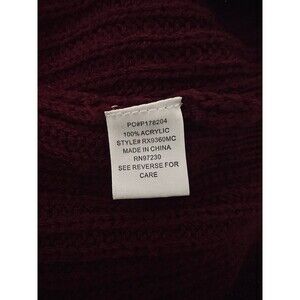 PO#P178204
100% ACRYLIC
STYLE# RX9360MC
MADE IN CHINA
RN97230
SEE REVERSE FOR
CARE